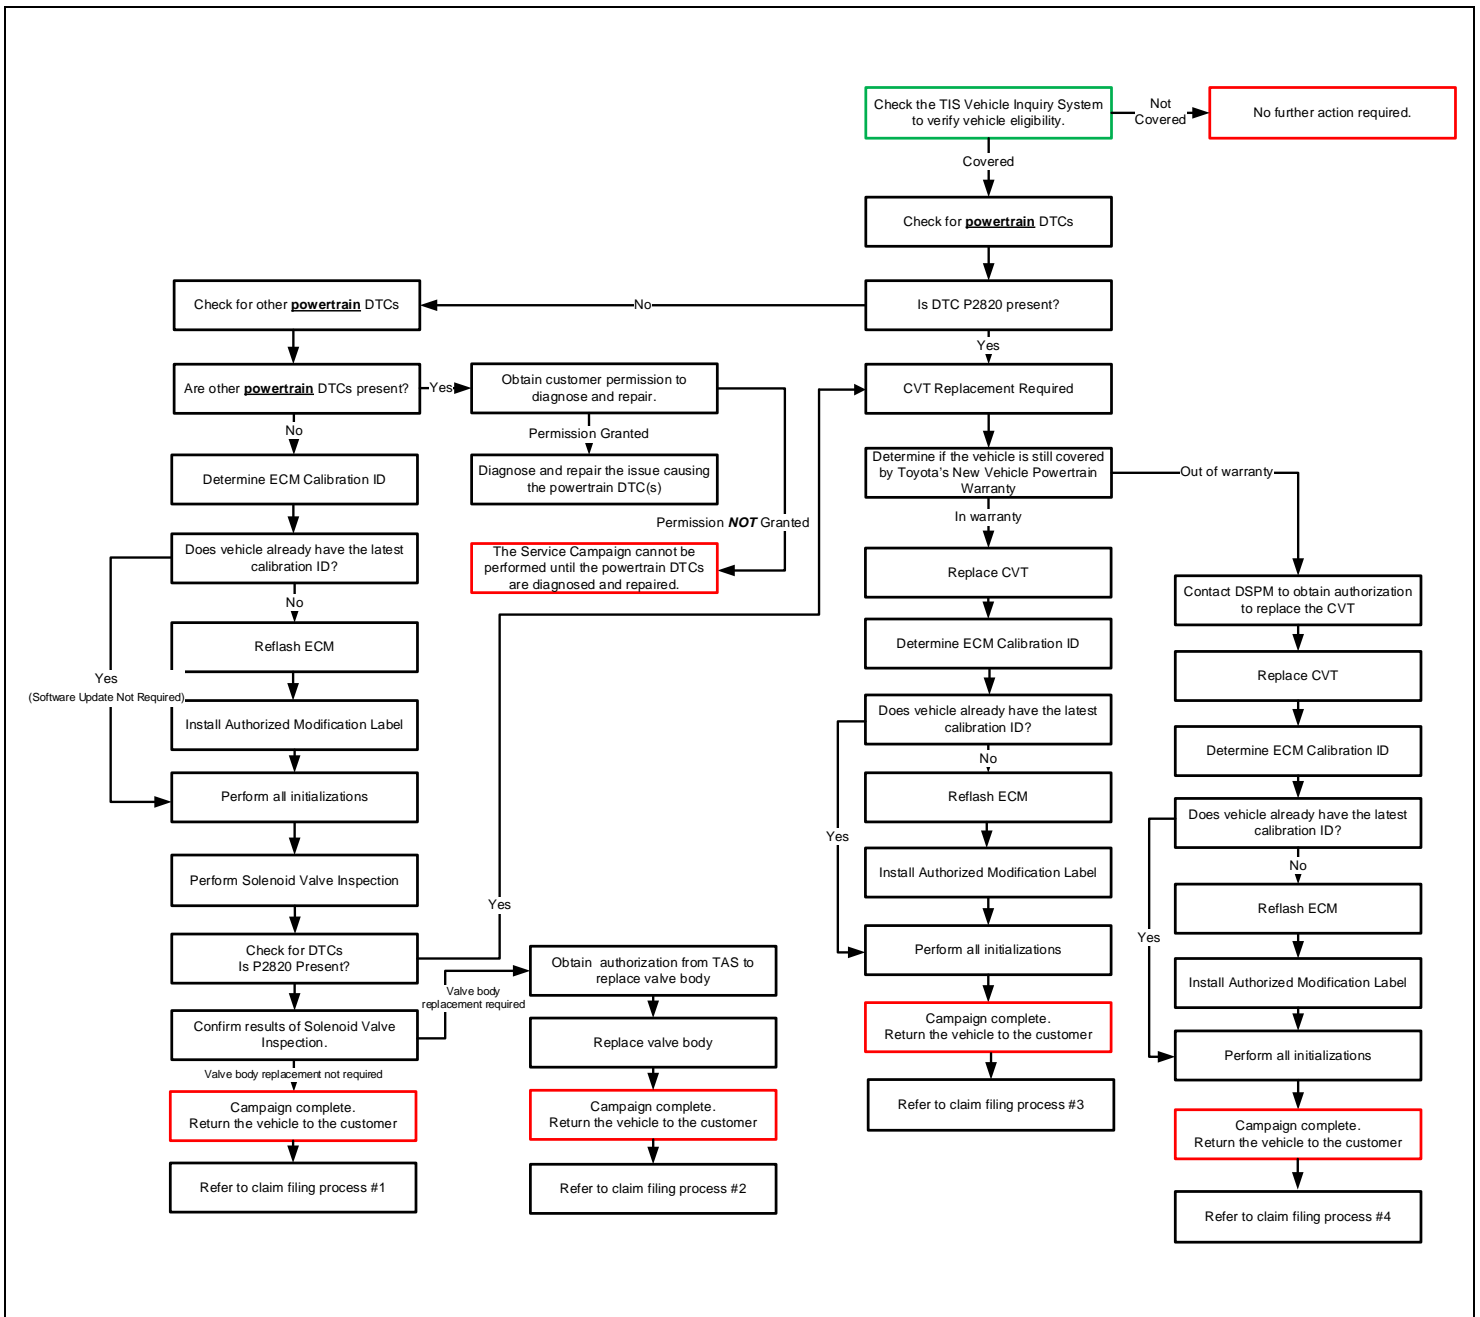 Check the TIS Vehicle Inquiry System
to verify vehicle eligibility.
Not
Covered
No further action required.
Covered
Check for powertrain DTCs
Is DTC P2820 present?
No
Yes
Check for other powertrain DTCs
Are other powertrain DTCs present?
Yes
Obtain customer permission to
diagnose and repair.
Permission Granted
Diagnose and repair the issue causing
the powertrain DTC(s)
Permission NOT Granted
The Service Campaign cannot be
performed until the powertrain DTCs
are diagnosed and repaired.
No
Determine ECM Calibration ID
Does vehicle already have the latest
calibration ID?
No
Yes
(Software Update Not Required)
Reflash ECM
Install Authorized Modification Label
Perform all initializations
Perform Solenoid Valve Inspection
Check for DTCs
Is P2820 Present?
Yes
Confirm results of Solenoid Valve
Inspection.
Valve body
replacement required
Valve body replacement not required
Campaign complete.
Return the vehicle to the customer
Refer to claim filing process #1
Obtain authorization from TAS to
replace valve body
Replace valve body
Campaign complete.
Return the vehicle to the customer
Refer to claim filing process #2
CVT Replacement Required
Determine if the vehicle is still covered
by Toyota's New Vehicle Powertrain
Warranty
In warranty
Out of warranty
Replace CVT
Determine ECM Calibration ID
Does vehicle already have the latest
calibration ID?
No
Yes
Reflash ECM
Install Authorized Modification Label
Perform all initializations
Campaign complete.
Return the vehicle to the customer
Refer to claim filing process #3
Contact DSPM to obtain authorization
to replace the CVT
Replace CVT
Determine ECM Calibration ID
Does vehicle already have the latest
calibration ID?
No
Yes
Reflash ECM
Install Authorized Modification Label
Perform all initializations
Campaign complete.
Return the vehicle to the customer
Refer to claim filing process #4